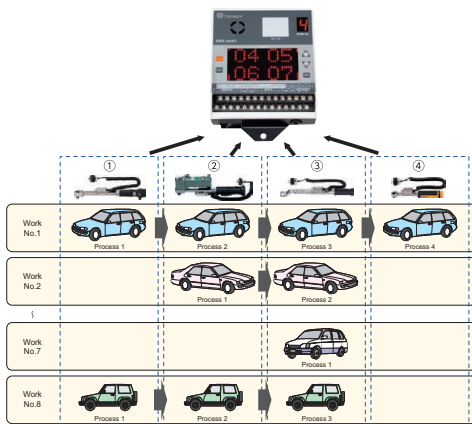 4
04 05
06 07
① ② ③ ④
Work No.1
Process 1 Process 2 Process 3 Process 4
Work No.2
Process 1 Process 2
Work No.7
Process 1
Work No.8
Process 1 Process 2 Process 3